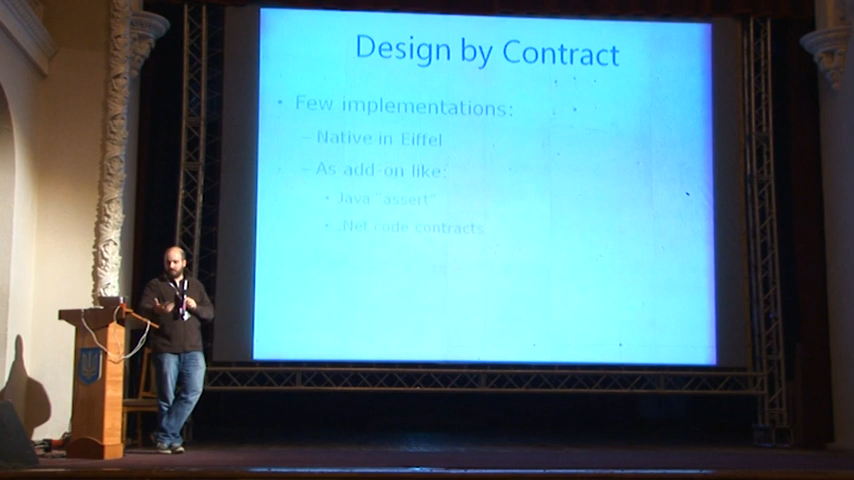 Design by Contract
• Few implementations:
– Native in Eiffel
– As add-on like:
• Java "assert"
• .Net code contracts